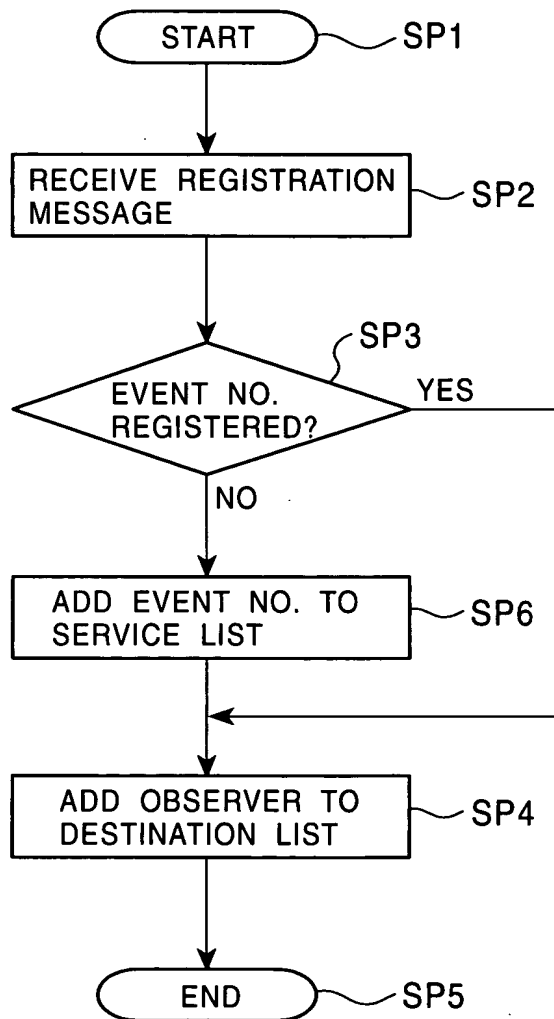 START
SP1
RECEIVE REGISTRATION
MESSAGE
SP2
SP3
EVENT NO.
REGISTERED?
YES
NO
ADD EVENT NO. TO
SERVICE LIST
SP6
ADD OBSERVER TO
DESTINATION LIST
SP4
END
SP5